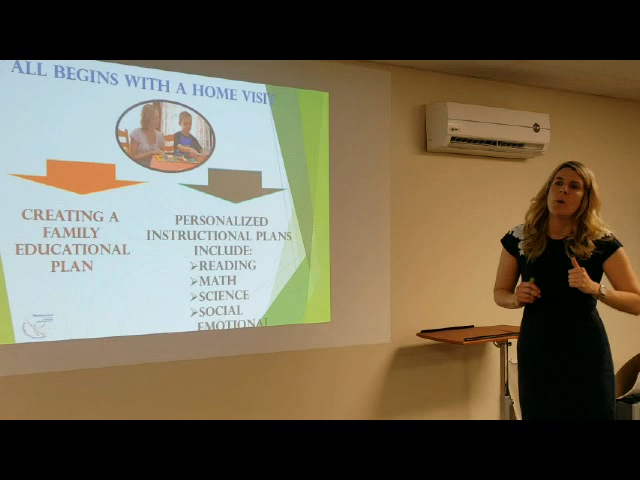 ALL BEGINS WITH A HOME VISIT
CREATING A
FAMILY
EDUCATIONAL
PLAN
PERSONALIZED
INSTRUCTIONAL PLANS
INCLUDE:
➢READING
➢MATH
➢SCIENCE
➢SOCIAL
EMOTIONAL